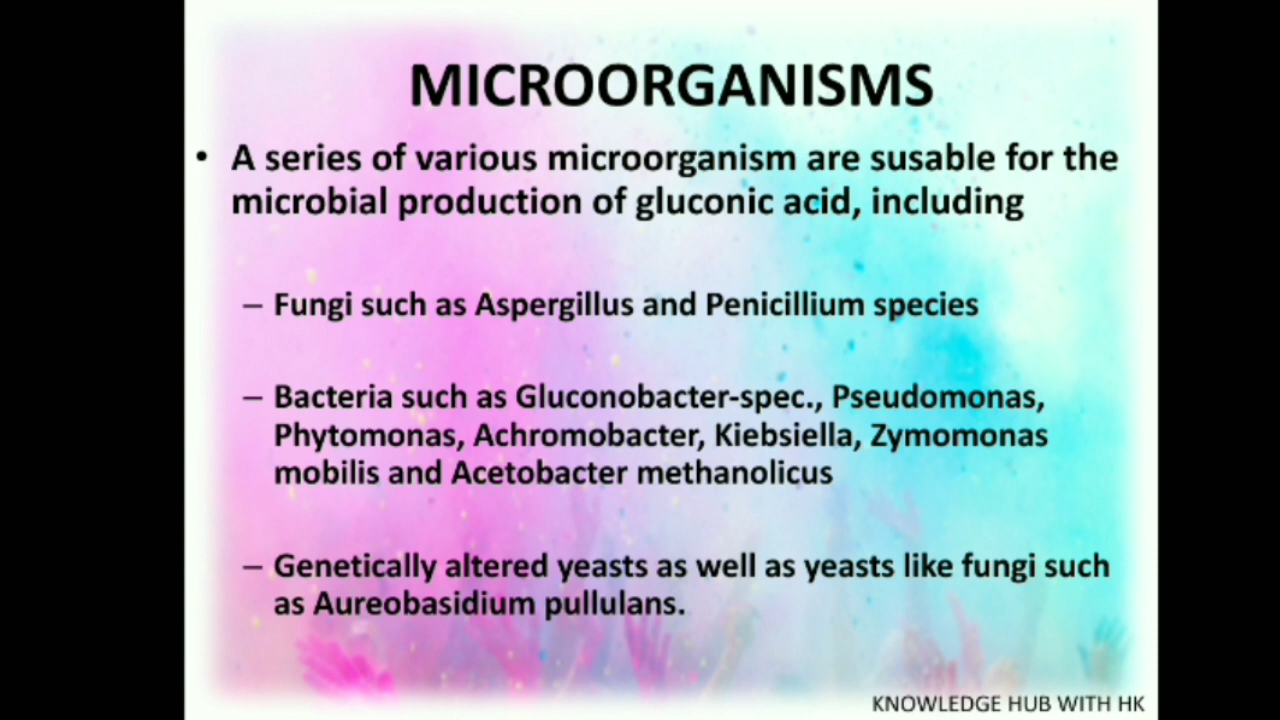 MICROORGANISMS
• A series of various microorganism are susable for the
microbial production of gluconic acid, including
– Fungi such as Aspergillus and Penicillium species
– Bacteria such as Gluconobacter-spec., Pseudomonas,
Phytomonas, Achromobacter, Kiebsiella, Zymomonas
mobilis and Acetobacter methanolicus
– Genetically altered yeasts as well as yeasts like fungi such
as Aureobasidium pullulans.
KNOWLEDGE HUB WITH HK